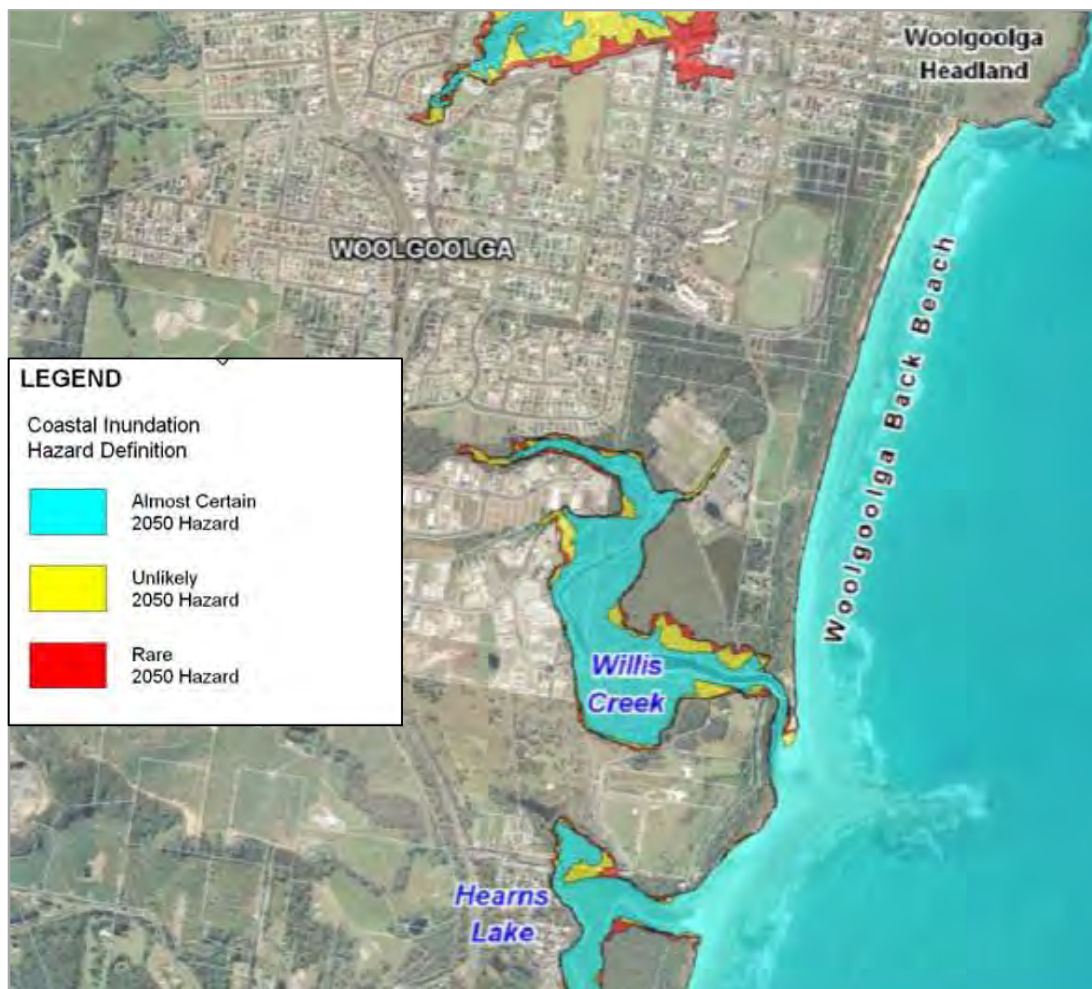 Woolgoolga
Headland
WOOLGOOLGA
Woolgoolga Back Beach
LEGEND
Coastal Inundation
Hazard Definition
Almost Certain
2050 Hazard
Unlikely
2050 Hazard
Rare
2050 Hazard
Willis
Creek
Hearns
Lake